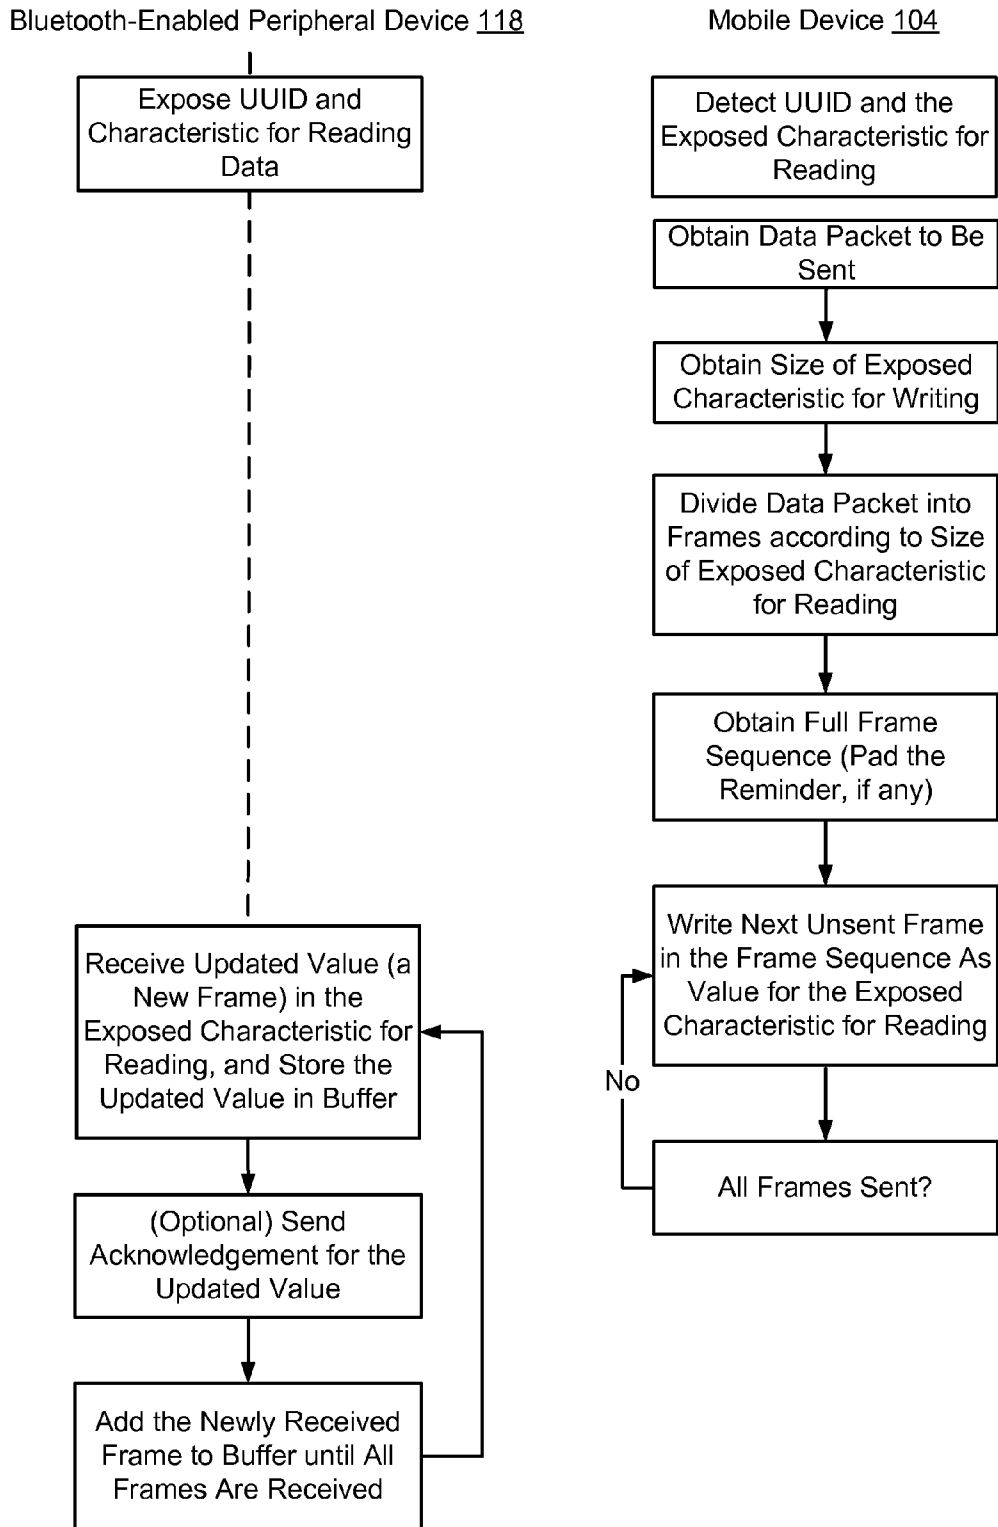 Bluetooth-Enabled Peripheral Device 118
Expose UUID and
Characteristic for Reading
Data
Receive Updated Value (a
New Frame) in the
Exposed Characteristic for
Reading, and Store the
Updated Value in Buffer
(Optional) Send
Acknowledgement for the
Updated Value
Add the Newly Received
Frame to Buffer until All
Frames Are Received
Mobile Device 104
Detect UUID and the
Exposed Characteristic for
Reading
Obtain Data Packet to Be
Sent
Obtain Size of Exposed
Characteristic for Writing
Divide Data Packet into
Frames according to Size
of Exposed Characteristic
for Reading
Obtain Full Frame
Sequence (Pad the
Reminder, if any)
Write Next Unsent Frame
in the Frame Sequence As
Value for the Exposed
Characteristic for Reading
No
All Frames Sent?